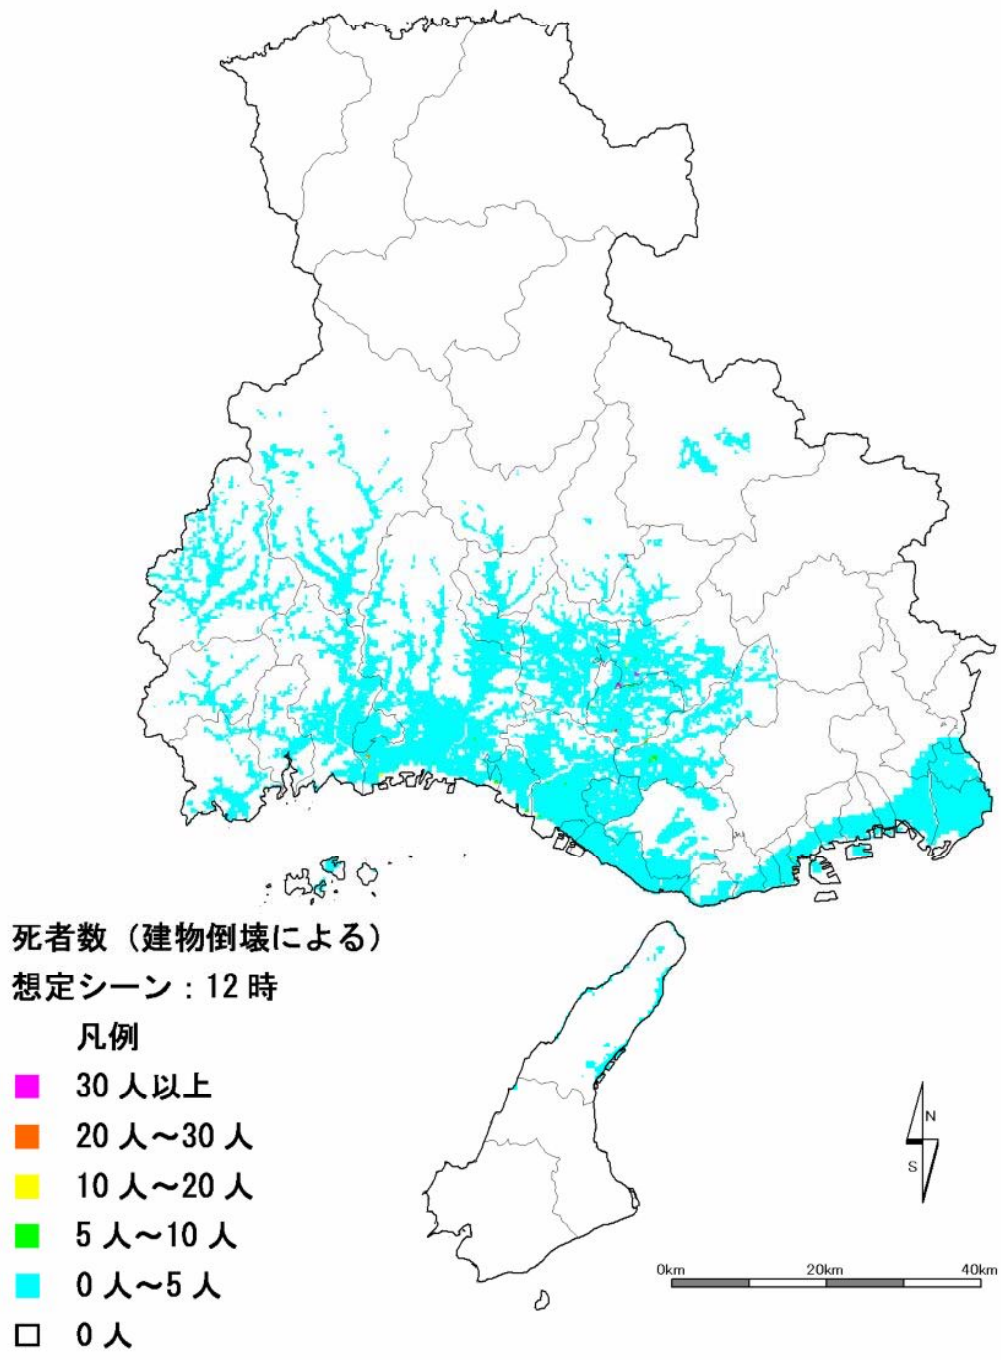 死者数（建物倒壊による）
想定シーン：12時
凡例
30人以上
20人～30人
10人～20人
5人～10人
0人～5人
0人
N
S
0km 20km 40km